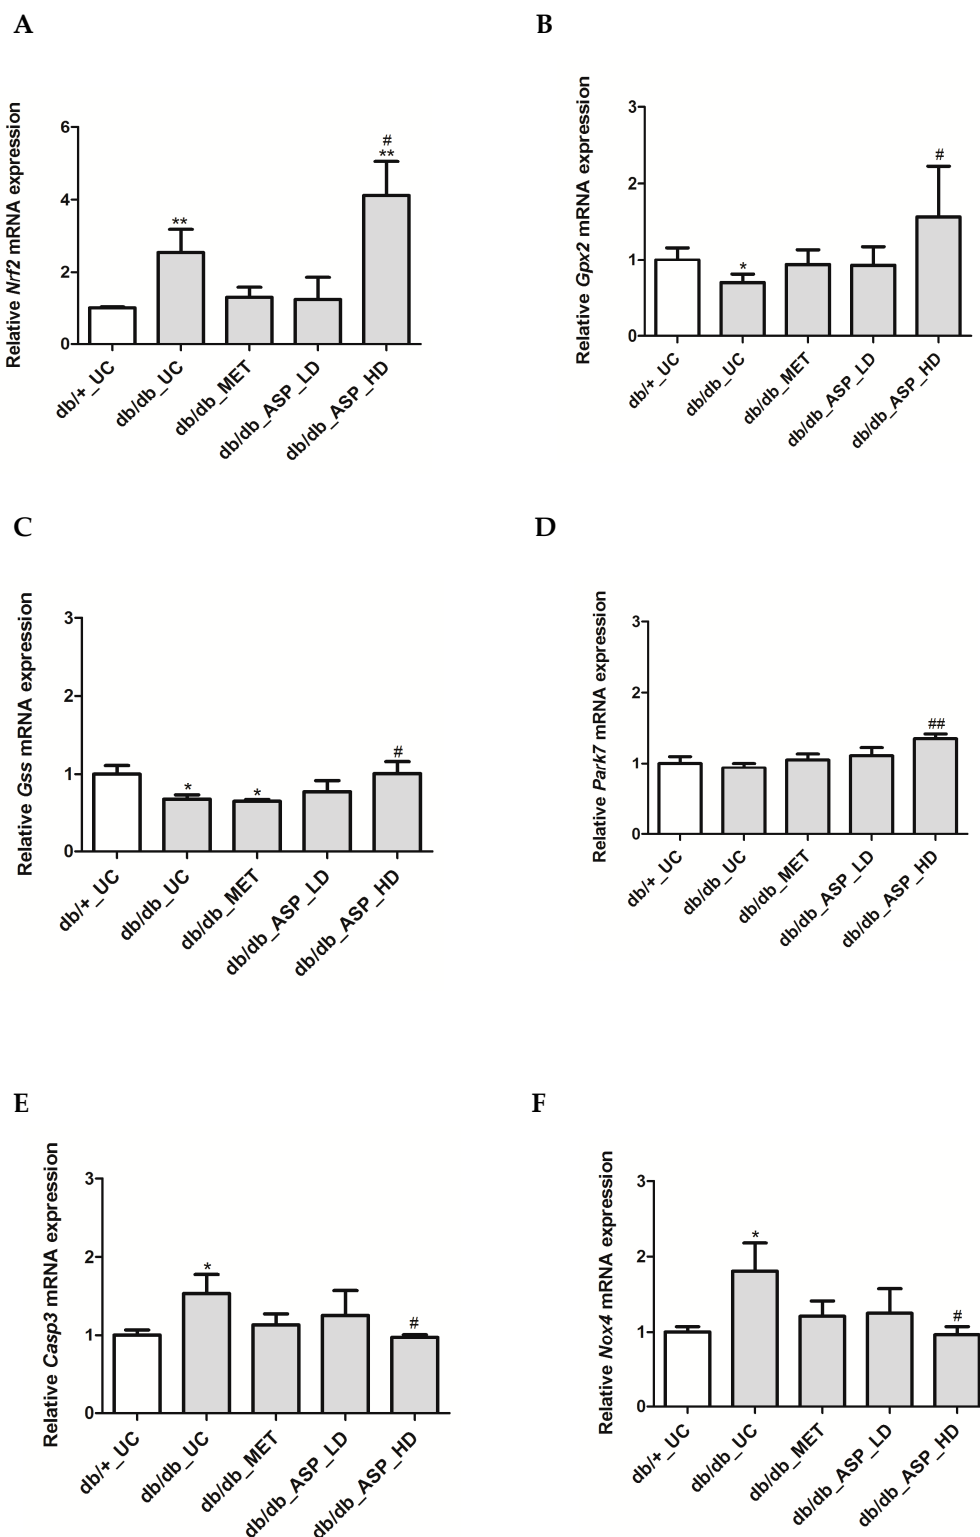 A
Relative Nrf2 mRNA expression
6
4
2
0
**
#
**
db/+_UC
db/db_UC
db/db_MET
db/db_ASP_LD
db/db_ASP_HD
B
Relative Gpx2 mRNA expression
3
2
1
0
*
#
db/+_UC
db/db_UC
db/db_MET
db/db_ASP_LD
db/db_ASP_HD
C
Relative Gss mRNA expression
3
2
1
0
*
*
#
db/+_UC
db/db_UC
db/db_MET
db/db_ASP_LD
db/db_ASP_HD
D
Relative Park7 mRNA expression
3
2
1
0
##
db/+_UC
db/db_UC
db/db_MET
db/db_ASP_LD
db/db_ASP_HD
E
Relative Casp3 mRNA expression
3
2
1
0
*
#
db/+_UC
db/db_UC
db/db_MET
db/db_ASP_LD
db/db_ASP_HD
F
Relative Nox4 mRNA expression
3
2
1
0
*
#
db/+_UC
db/db_UC
db/db_MET
db/db_ASP_LD
db/db_ASP_HD